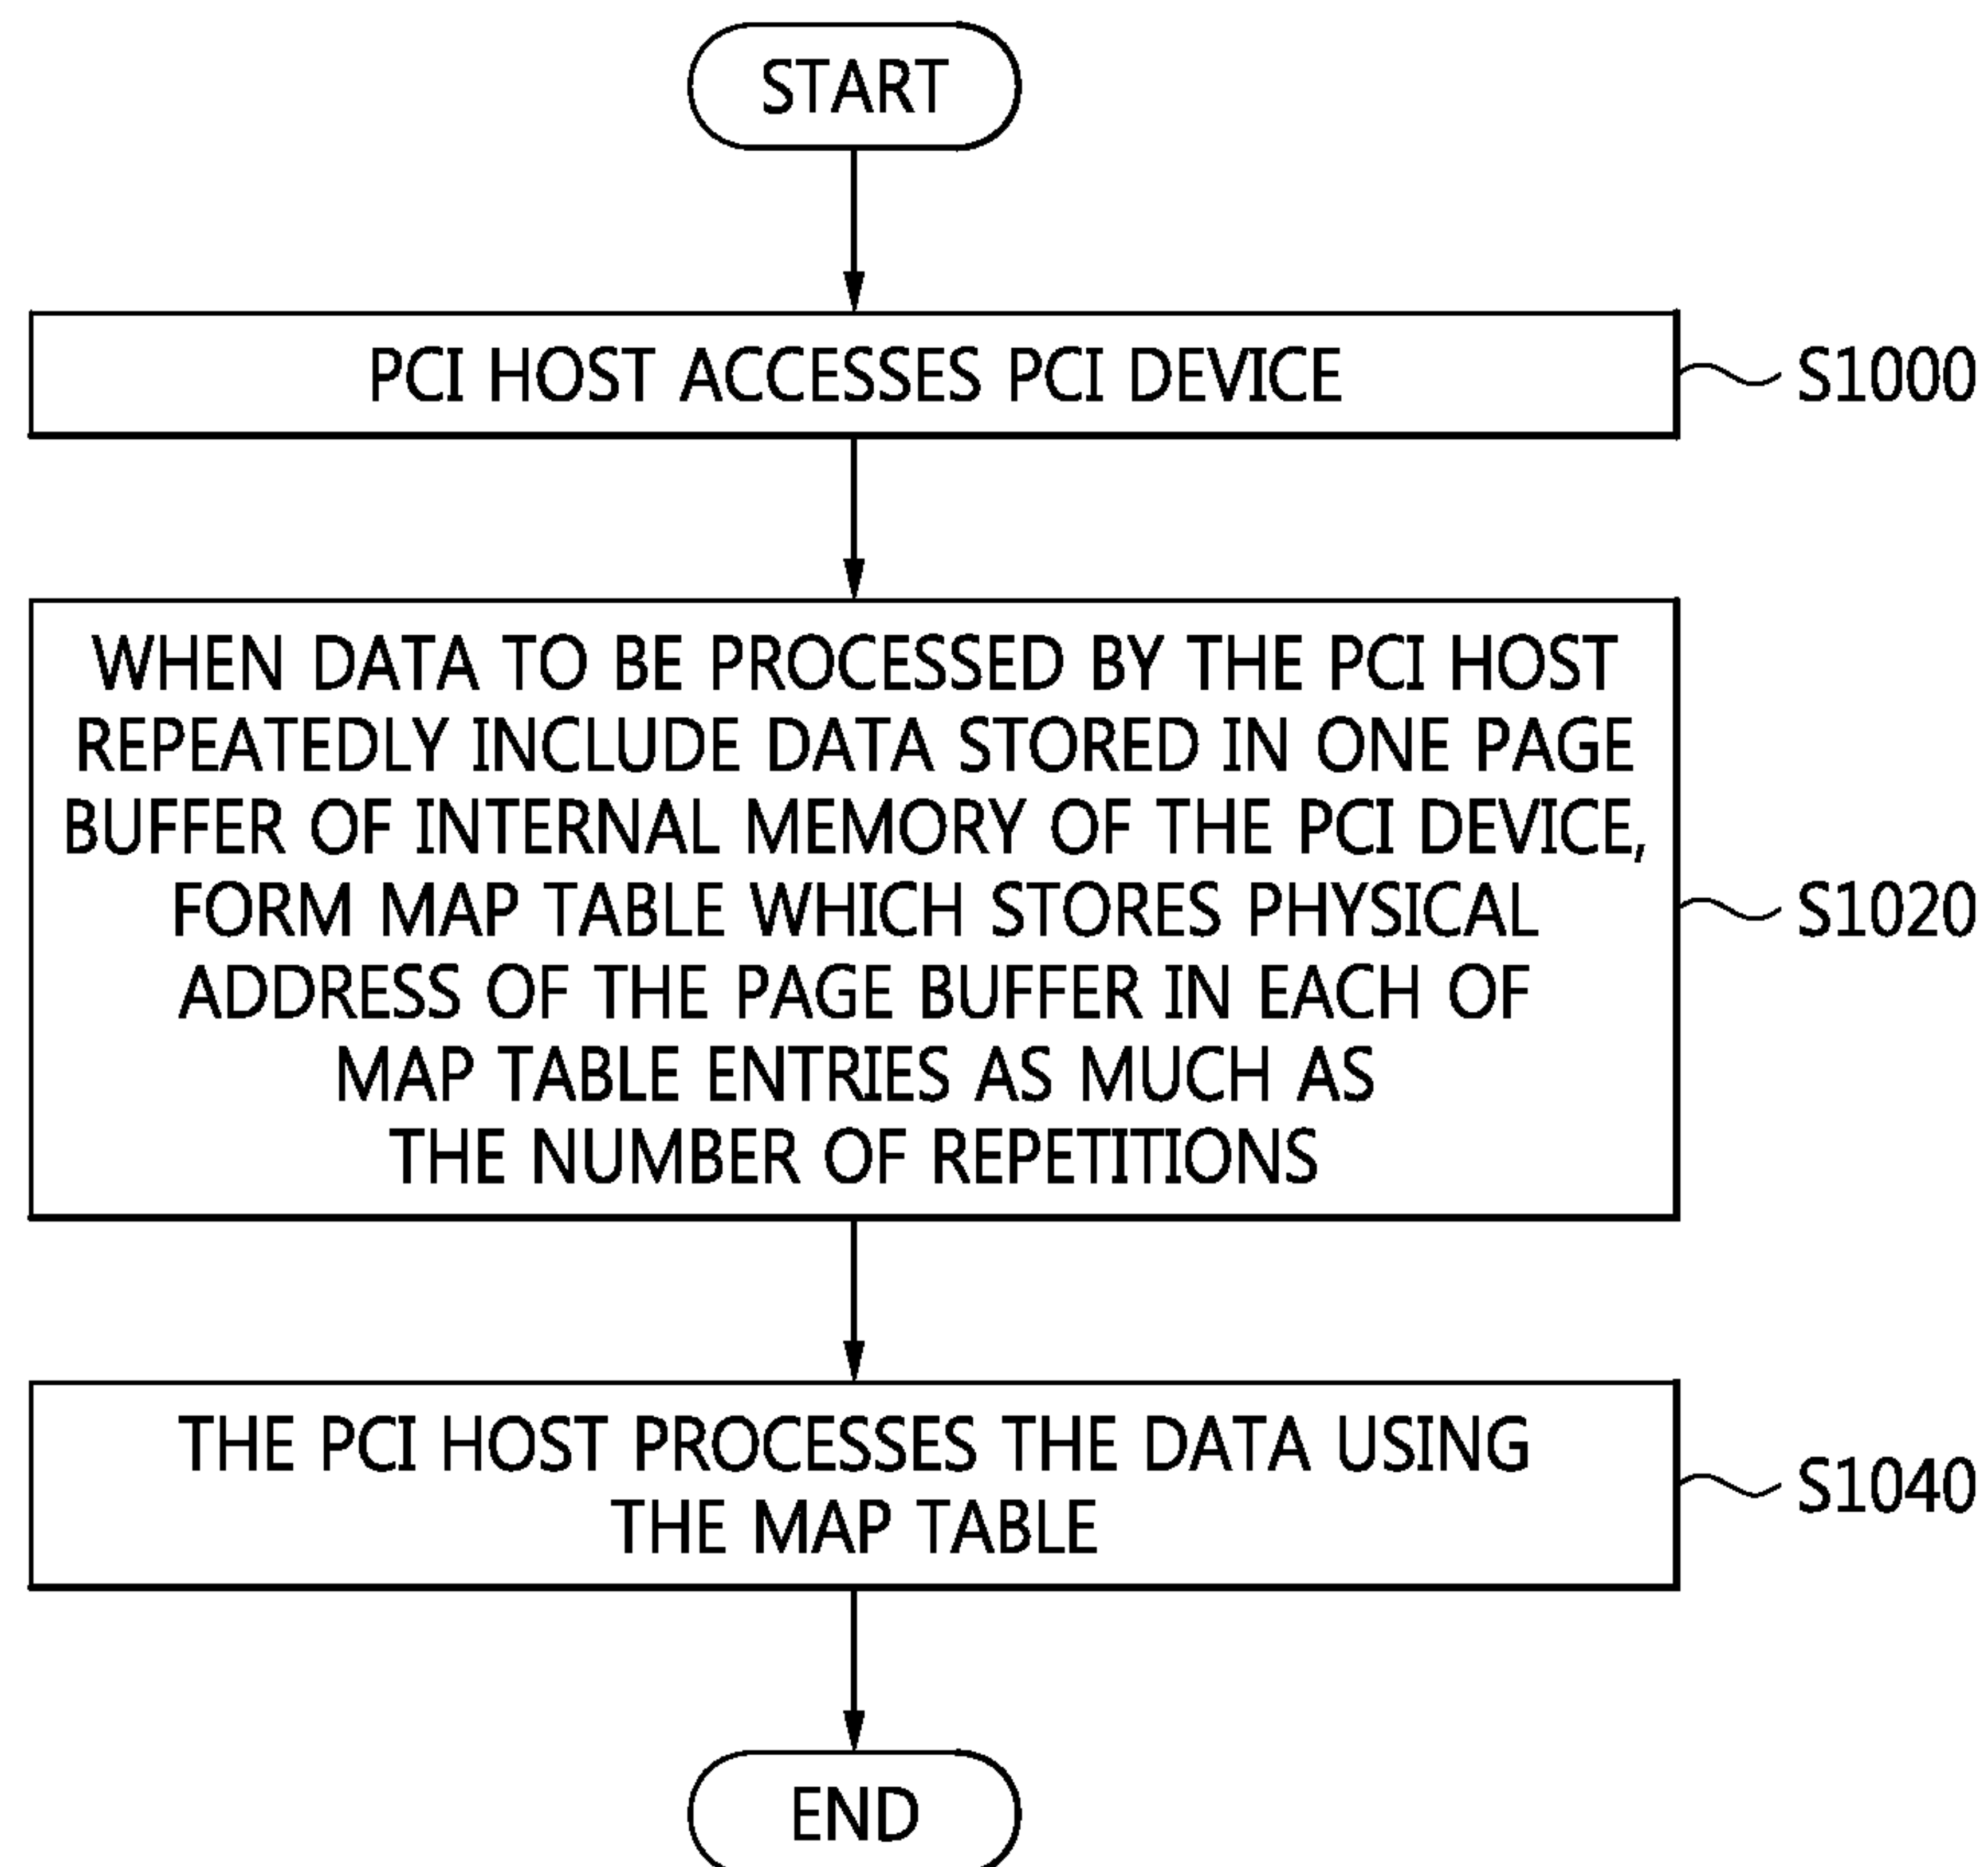 START
PCI HOST ACCESSES PCI DEVICE
S1000
WHEN DATA TO BE PROCESSED BY THE PCI HOST
REPEATEDLY INCLUDE DATA STORED IN ONE PAGE
BUFFER OF INTERNAL MEMORY OF THE PCI DEVICE,
FORM MAP TABLE WHICH STORES PHYSICAL
ADDRESS OF THE PAGE BUFFER IN EACH OF
MAP TABLE ENTRIES AS MUCH AS
THE NUMBER OF REPETITIONS
S1020
THE PCI HOST PROCESSES THE DATA USING
THE MAP TABLE
S1040
END